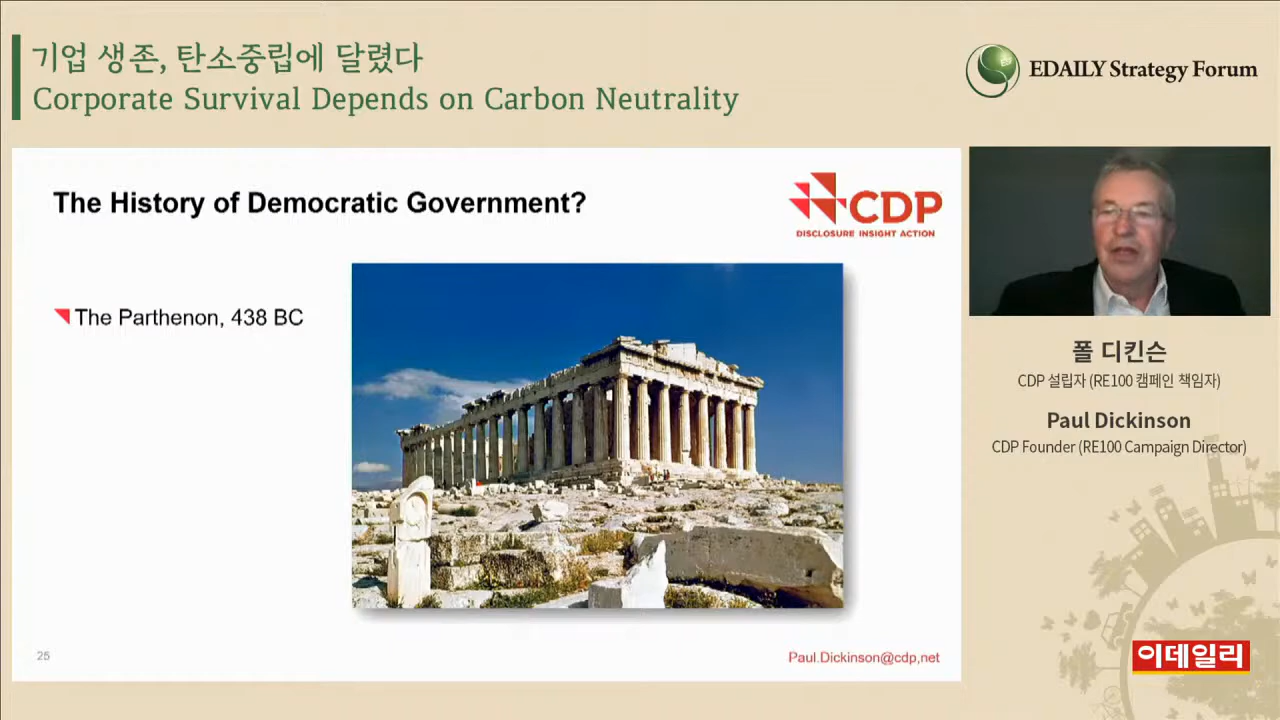 기업 생존, 탄소중립에 달렸다
Corporate Survival Depends on Carbon Neutrality
EDAILY Strategy Forum
The History of Democratic Government?
CDP
DISCLOSURE INSIGHT ACTION
The Parthenon, 438 BC
25
Paul.Dickinson@cdp,net
폴 디킨슨
CDP 설립자 (RE100 캠페인 책임자)
Paul Dickinson
CDP Founder (RE100 Campaign Director)
이데일리